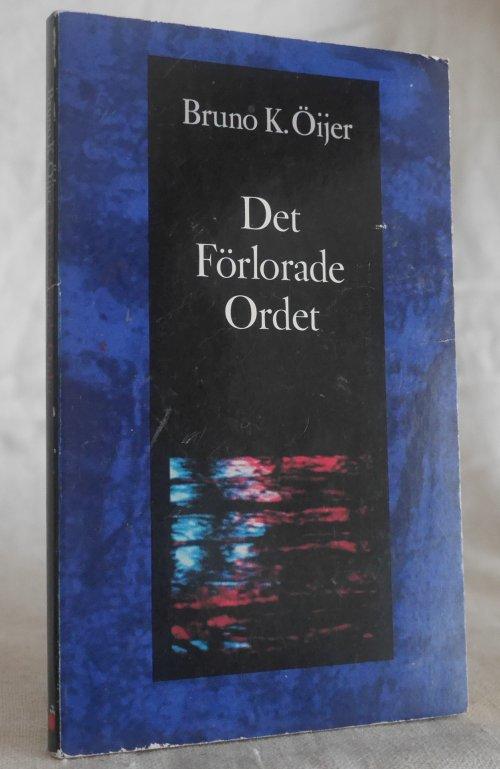 Bruno K. Öijer
Det
Förlorade
Ordet